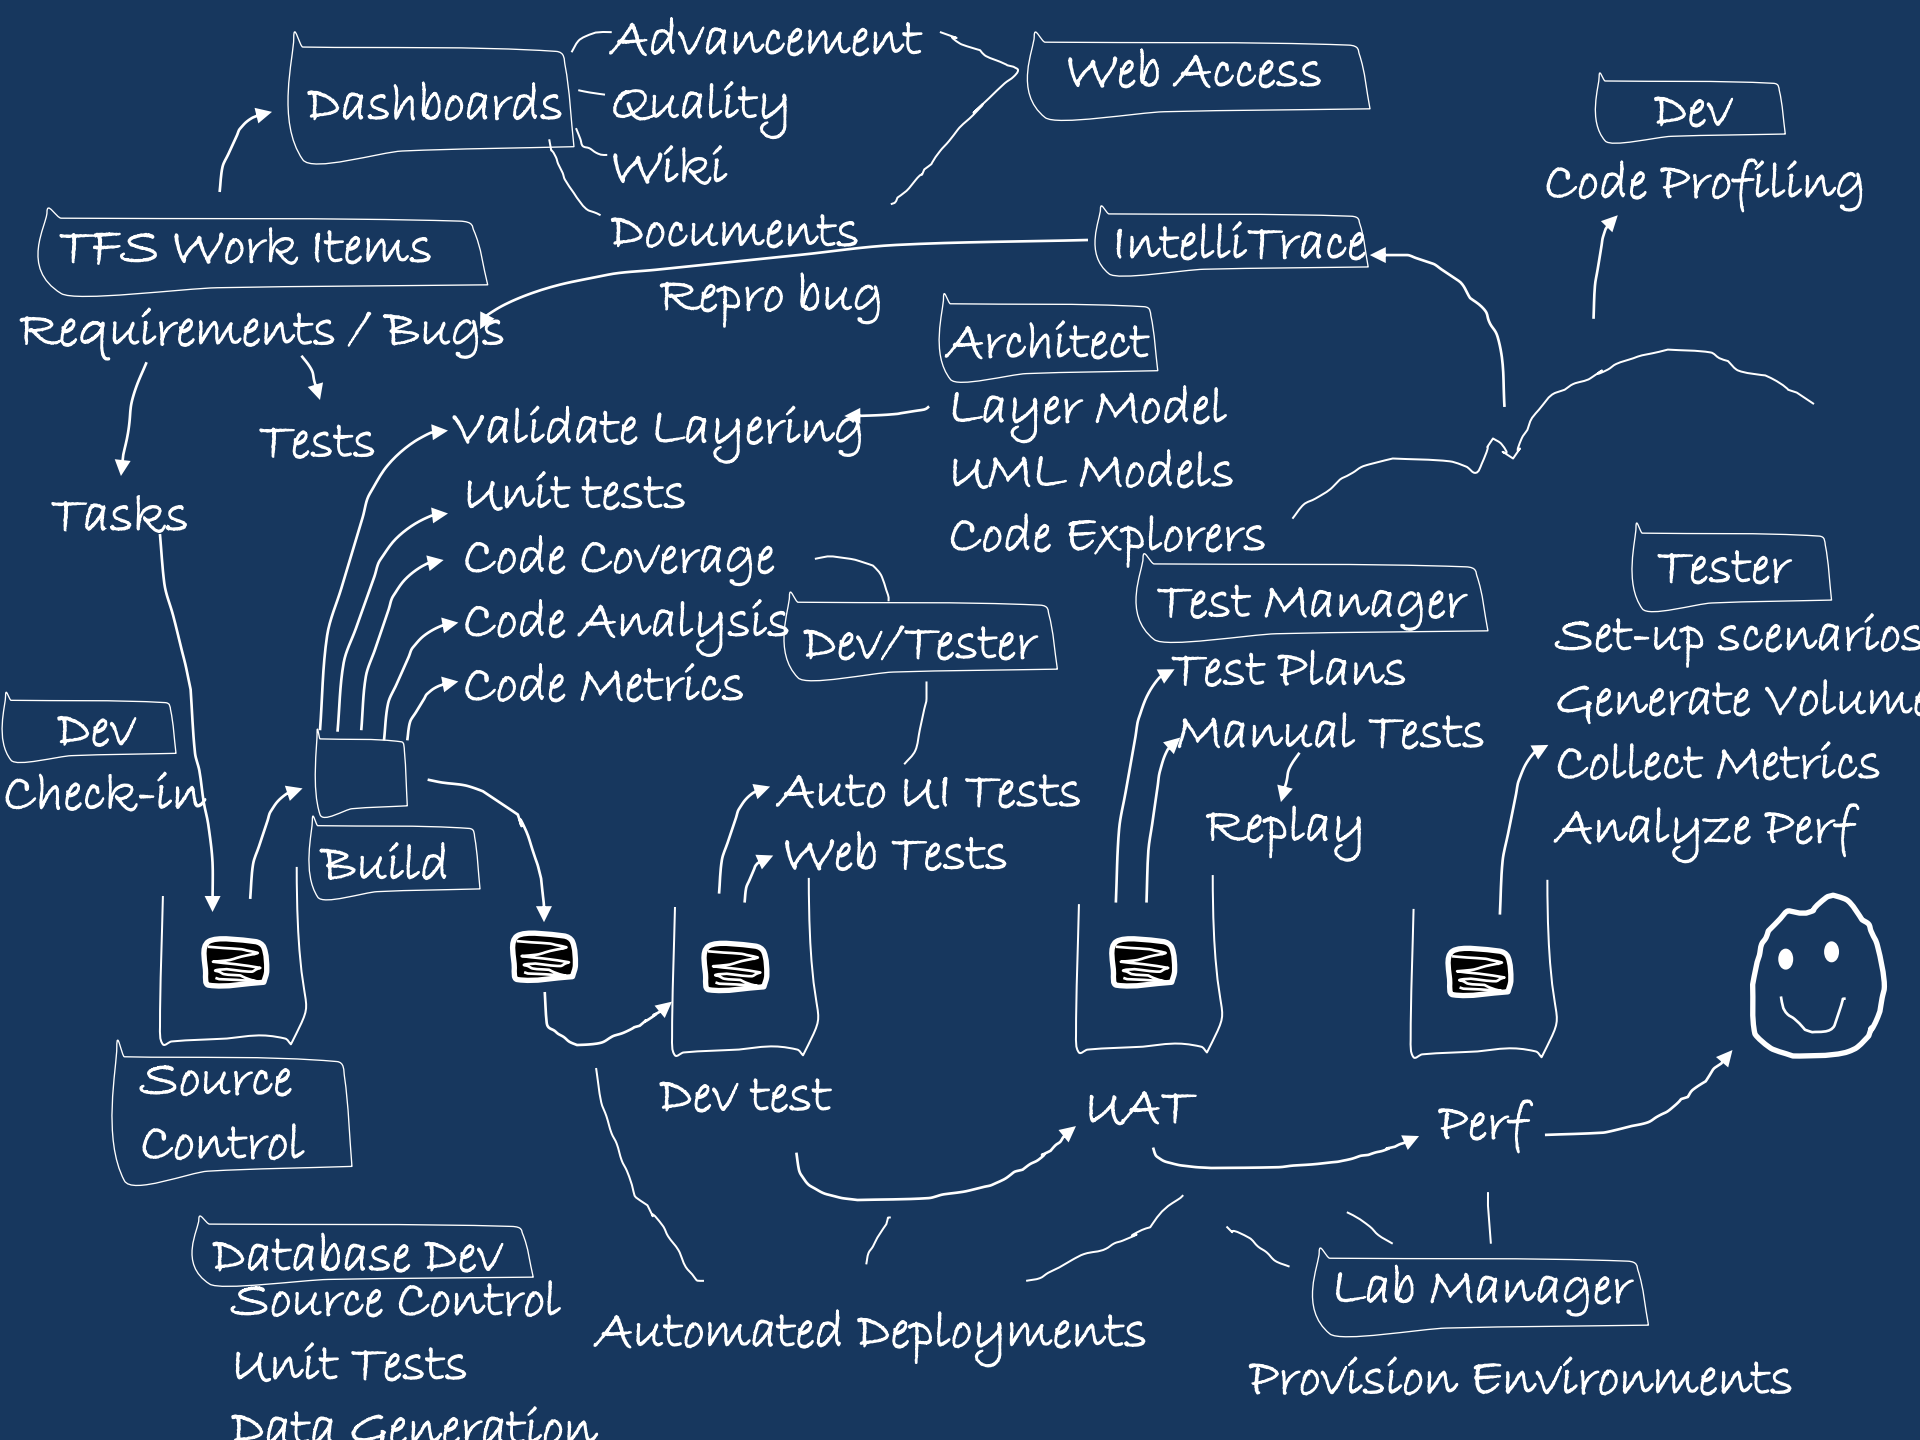 Dashboards
Advancement
Quality
Wiki
Documents
Web Access
Dev
Code Profiling
TFS Work Items
Requirements / Bugs
Repro bug
IntelliTrace
Tests
Tasks
Architect
Layer Model
UML Models
Code Explorers
Validate Layering
Unit tests
Code Coverage
Code Analysis
Code Metrics
Dev/Tester
Test Manager
Test Plans
Manual Tests
Replay
Tester
Set-up scenarios
Generate Volume
Collect Metrics
Analyze Perf
Dev
Check-in
Build
Auto UI Tests
Web Tests
Source
Control
Dev test
UAT
Perf
Database Dev
Source Control
Unit Tests
Data Generation
Automated Deployments
Lab Manager
Provision Environments